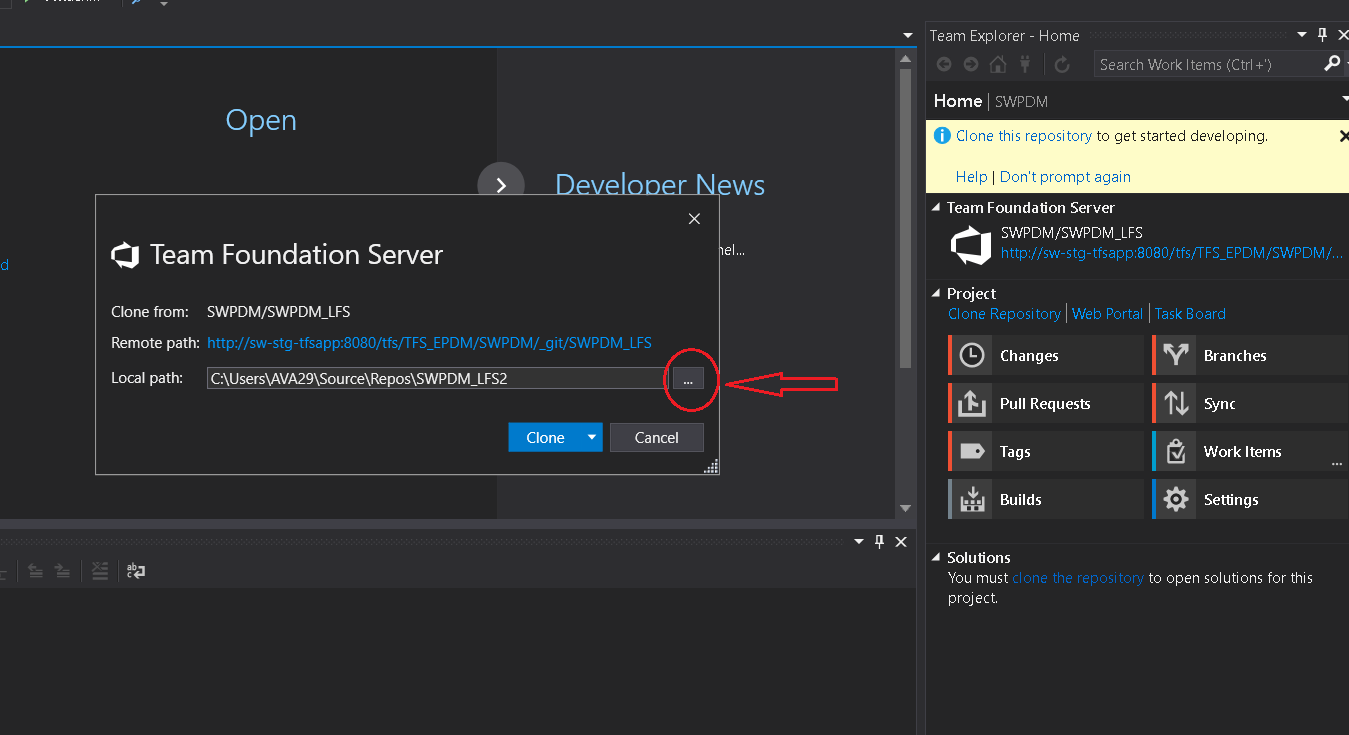 Team Explorer - Home
Search Work Items (Ctrl+')
Home | SWPDM
Clone this repository to get started developing.
Help | Don't prompt again
Open
Developer News
d
Team Foundation Server
Clone from: SWPDM/SWPDM_LFS
Remote path: http://sw-stg-tfsapp:8080/tfs/TFS_EPDM/SWPDM/_git/SWPDM_LFS
Local path: C:\Users\AVA29\Source\Repos\SWPDM_LFS2 ...
Clone Cancel
Team Foundation Server
SWPDM/SWPDM_LFS
http://sw-stg-tfsapp:8080/tfs/TFS_EPDM/SWPDM/...
Project
Clone Repository | Web Portal | Task Board
Changes Branches
Pull Requests Sync
Tags Work Items ...
Builds Settings
Solutions
You must clone the repository to open solutions for this
project.